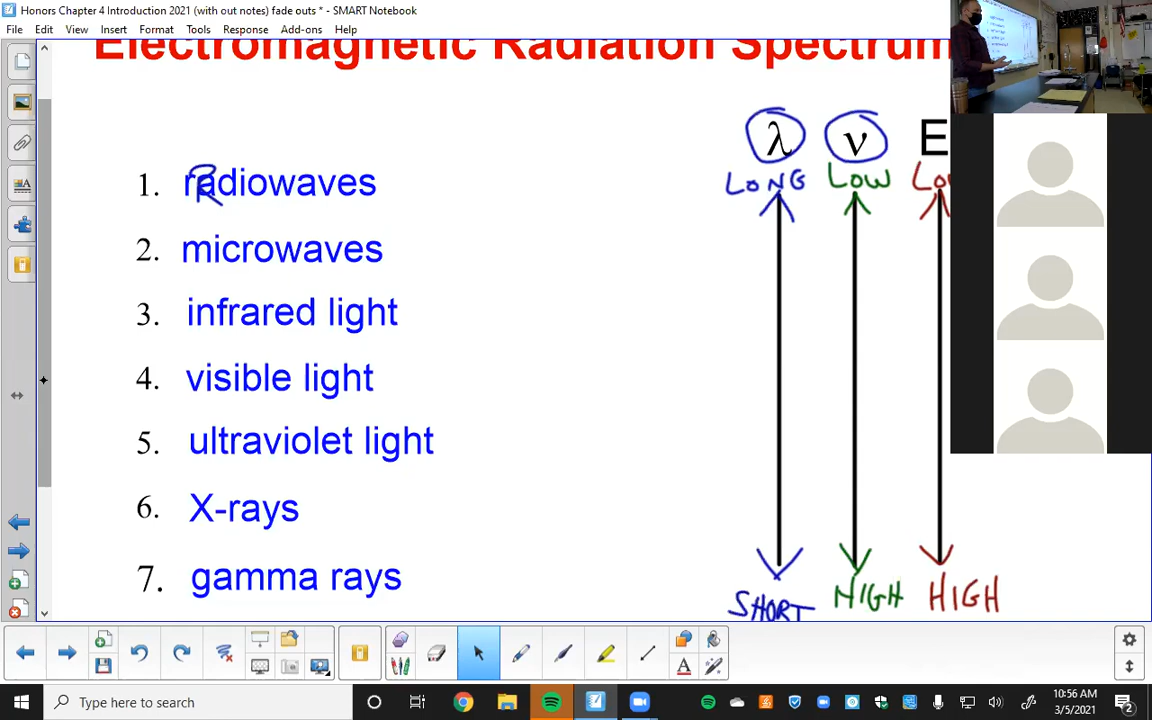 Honors Chapter 4 Introduction 2021 (with out notes) fade outs * - SMART Notebook
File Edit View Insert Format Tools Response Add-ons Help
Electromagnetic Radiation Spectrum
λ ν E
LONG LOW LOW
1. radiowaves
R
2. microwaves
3. infrared light
4. visible light
5. ultraviolet light
6. X-rays
7. gamma rays
SHORT HIGH HIGH
A
Type here to search
10:56 AM
3/5/2021
2